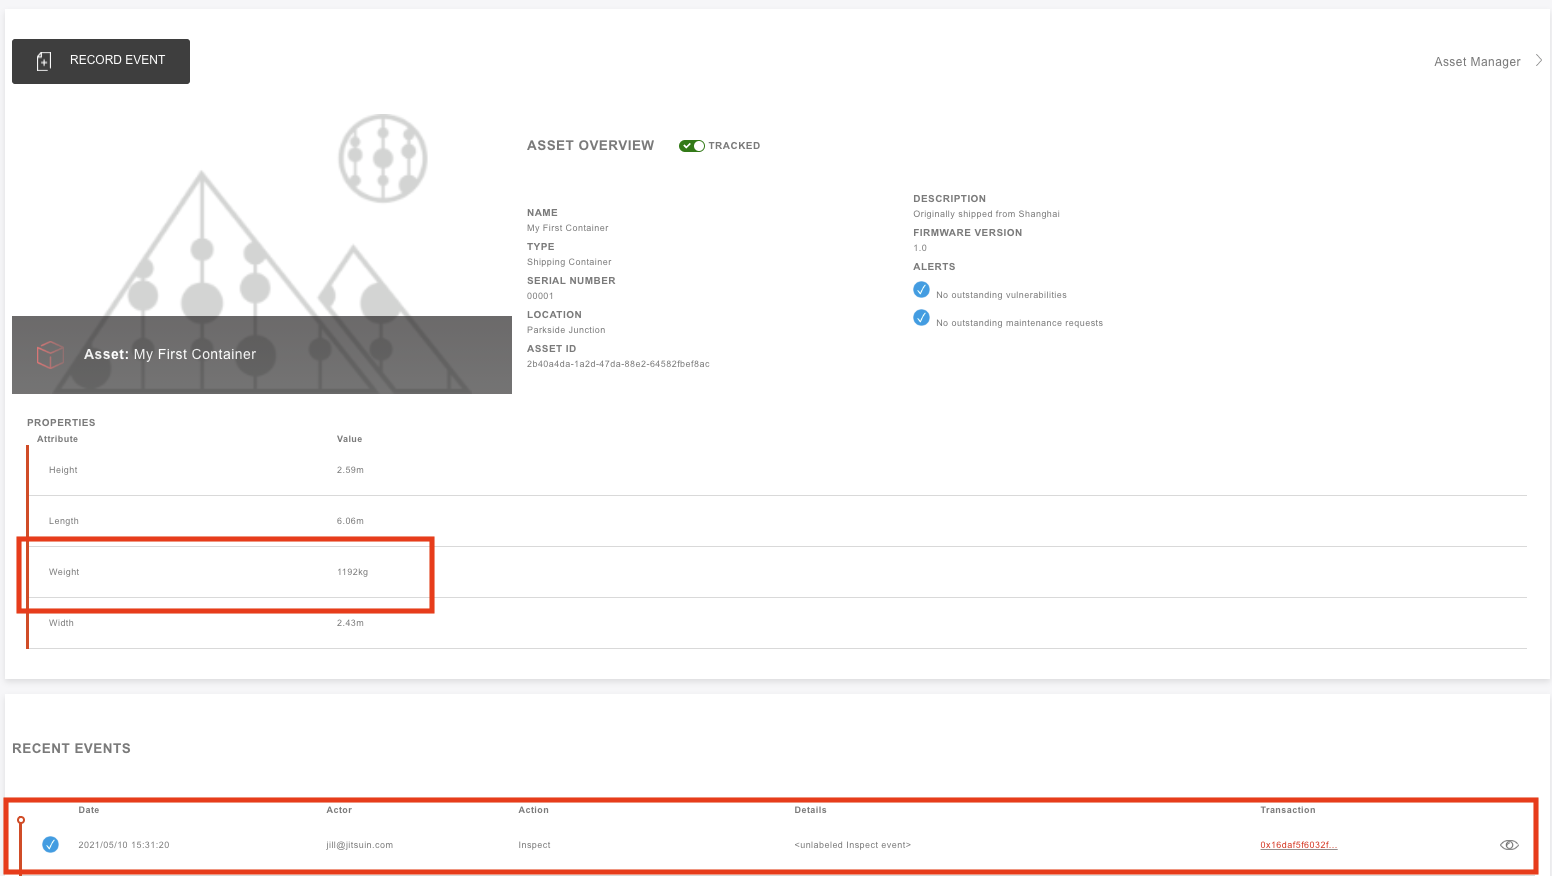 RECORD EVENT
Asset Manager
ASSET OVERVIEW
TRACKED
NAME
My First Container
TYPE
Shipping Container
SERIAL NUMBER
00001
LOCATION
Parkside Junction
ASSET ID
2b40a4da-1a2d-47da-88e2-64582fbef8ac
DESCRIPTION
Originally shipped from Shanghai
FIRMWARE VERSION
1.0
ALERTS
No outstanding vulnerabilities
No outstanding maintenance requests
Asset: My First Container
PROPERTIES
Attribute Value
Height 2.59m
Length 6.06m
Weight 1192kg
Width 2.43m
RECENT EVENTS
Date Actor Action Details Transaction
2021/05/10 15:31:20 jill@jitsuin.com Inspect <unlabeled Inspect event> 0x16daf5f6032f...